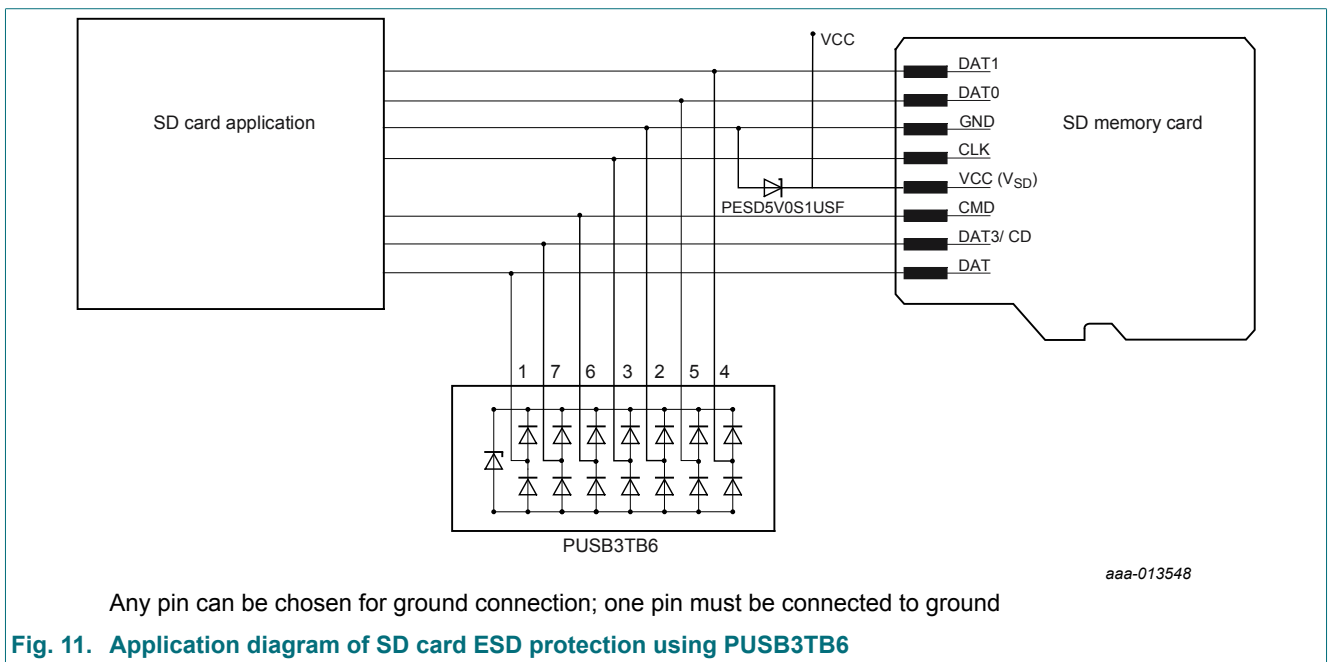 VCC
DAT1
DAT0
SD card application
GND
SD memory card
CLK
VCC (VSD)
PESD5V0S1USF
CMD
DAT3/ CD
DAT
1 7 6 3 2 5 4
PUSB3TB6
aaa-013548
Any pin can be chosen for ground connection; one pin must be connected to ground
Fig. 11. Application diagram of SD card ESD protection using PUSB3TB6